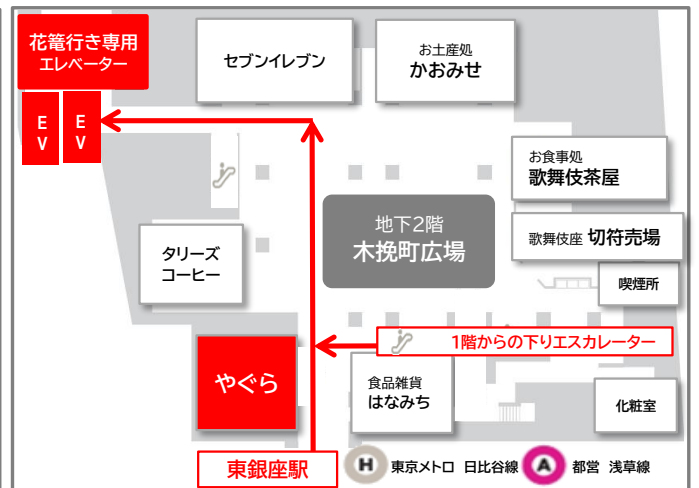 花篭行き専用
エレベーター
E
V
E
V
セブンイレブン
お土産処
かおみせ
お食事処
歌舞伎茶屋
歌舞伎座 切符売場
喫煙所
地下2階
木挽町広場
タリーズ
コーヒー
1階からの下りエスカレーター
やぐら
食品雑貨
はなみち
化粧室
東銀座駅
H 東京メトロ 日比谷線 A 都営 浅草線